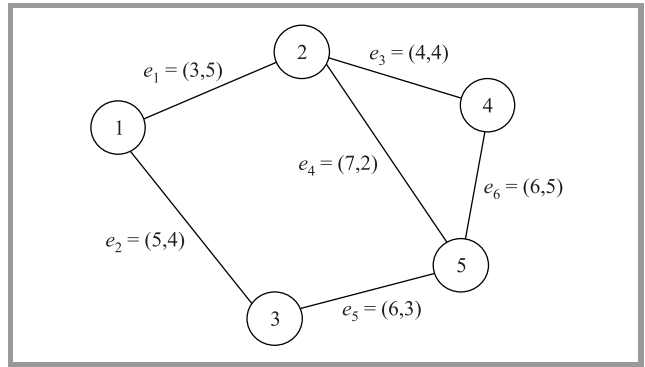 2
e3 = (4,4)
e1 = (3,5)
4
1
e4 = (7,2)
e6 = (6,5)
e2 = (5,4)
5
e5 = (6,3)
3